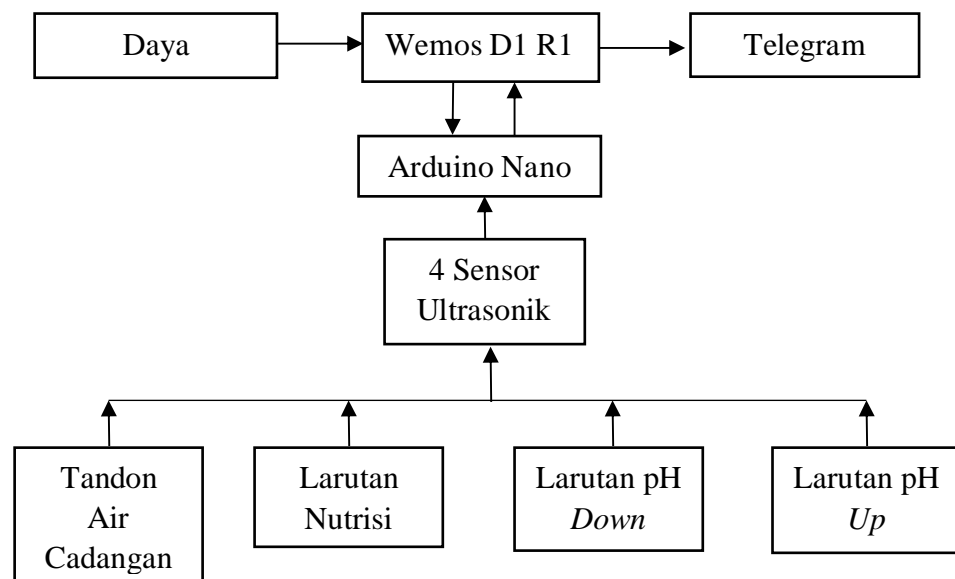 Daya
Wemos D1 R1
Telegram
Arduino Nano
4 Sensor
Ultrasonik
Tandon
Air
Cadangan
Larutan
Nutrisi
Larutan pH
Down
Larutan pH
Up